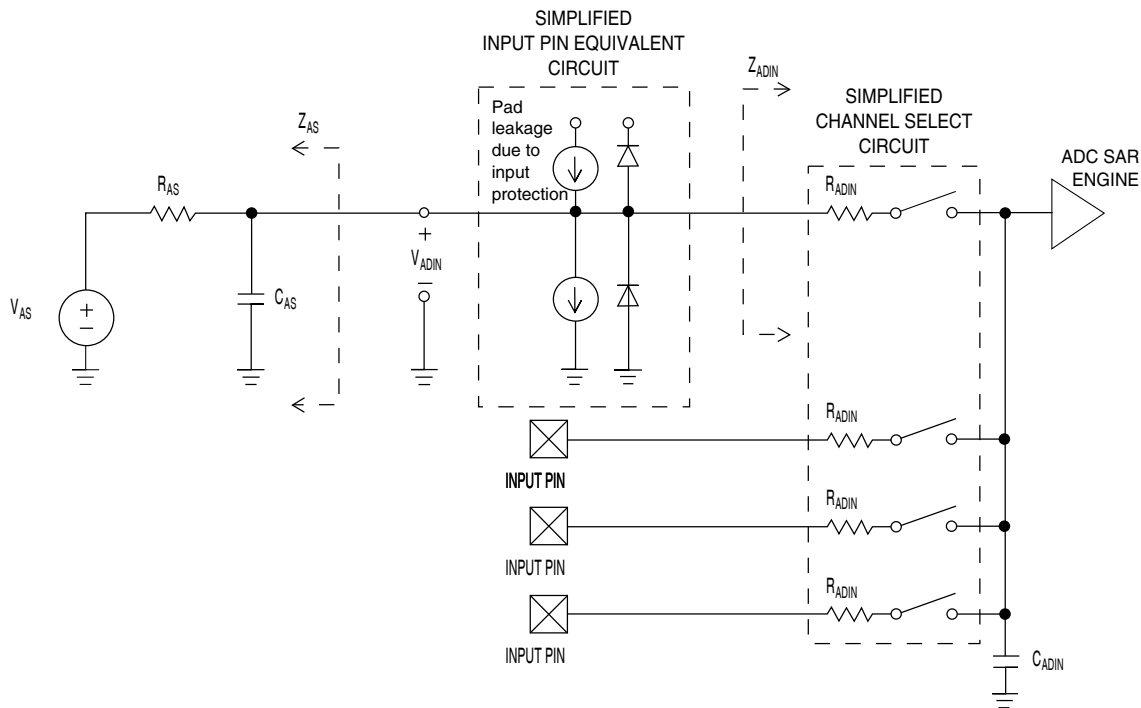 SIMPLIFIED
INPUT PIN EQUIVALENT
CIRCUIT
Pad
leakage
due to
input
protection
Z_AS
Z_ADIN
SIMPLIFIED
CHANNEL SELECT
CIRCUIT
ADC SAR
ENGINE
R_AS
R_ADIN
+
V_ADIN
−
C_AS
V_AS
+
−
R_ADIN
INPUT PIN
R_ADIN
INPUT PIN
R_ADIN
INPUT PIN
C_ADIN